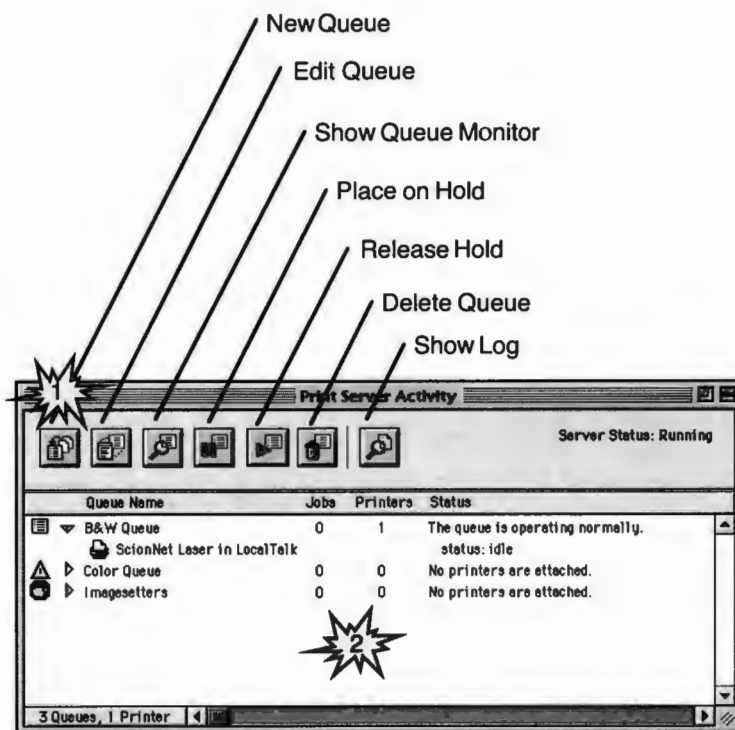 New Queue
Edit Queue
Show Queue Monitor
Place on Hold
Release Hold
Delete Queue
Show Log
1
Print Server Activity
Server Status: Running
Queue Name Jobs Printers Status
B&W Queue 0 1 The queue is operating normally.
ScionNet Laser in LocalTalk status: idle
Color Queue 0 0 No printers are attached.
Imagesetters 0 0 No printers are attached.
2
3 Queues, 1 Printer